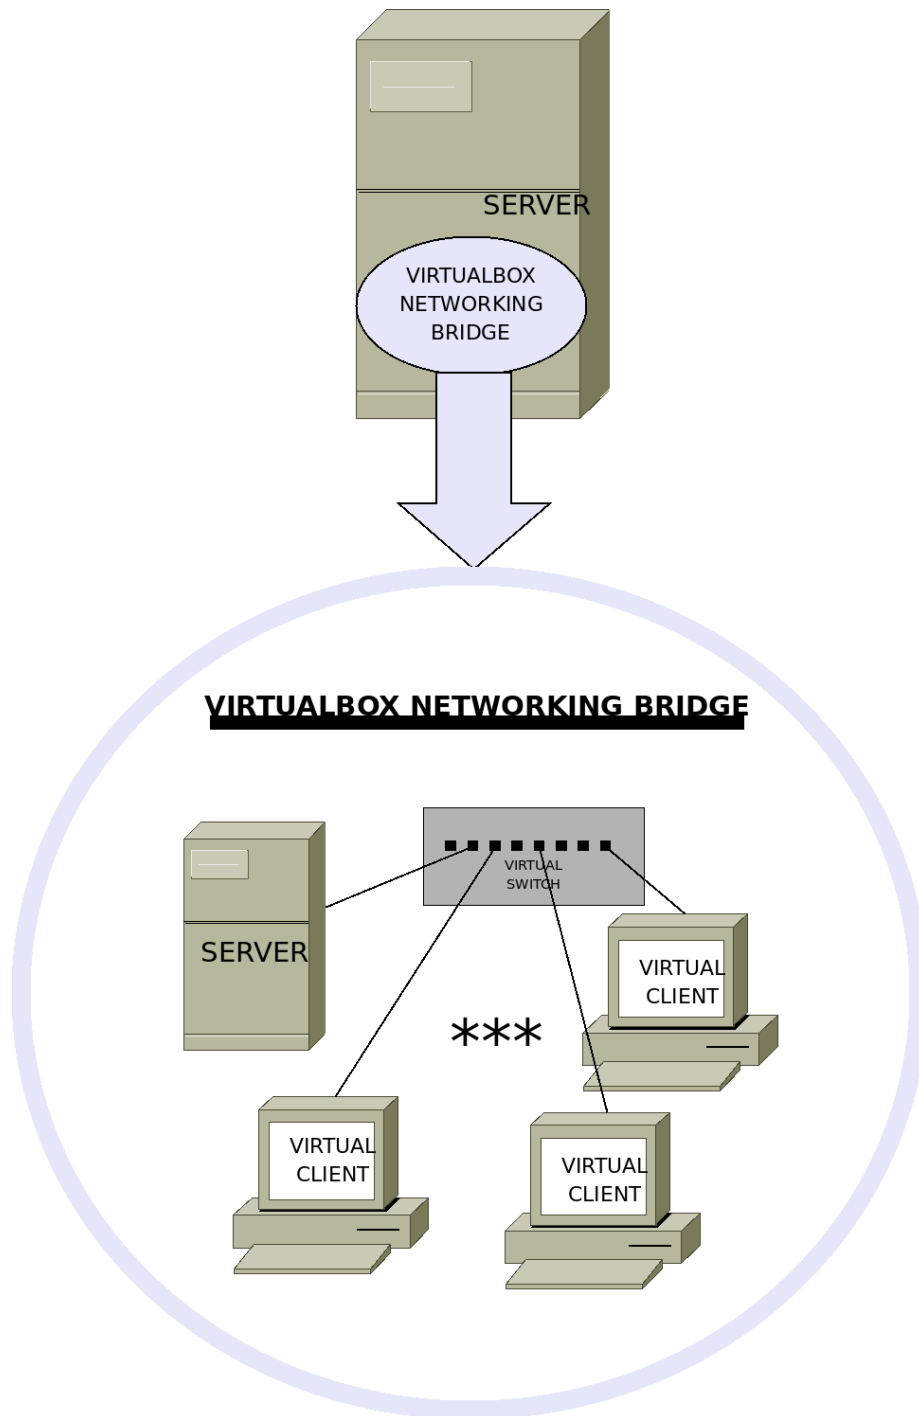 SERVER
VIRTUALBOX
NETWORKING
BRIDGE
VIRTUALBOX NETWORKING BRIDGE
VIRTUAL
SWITCH
SERVER
VIRTUAL
CLIENT
***
VIRTUAL
CLIENT
VIRTUAL
CLIENT